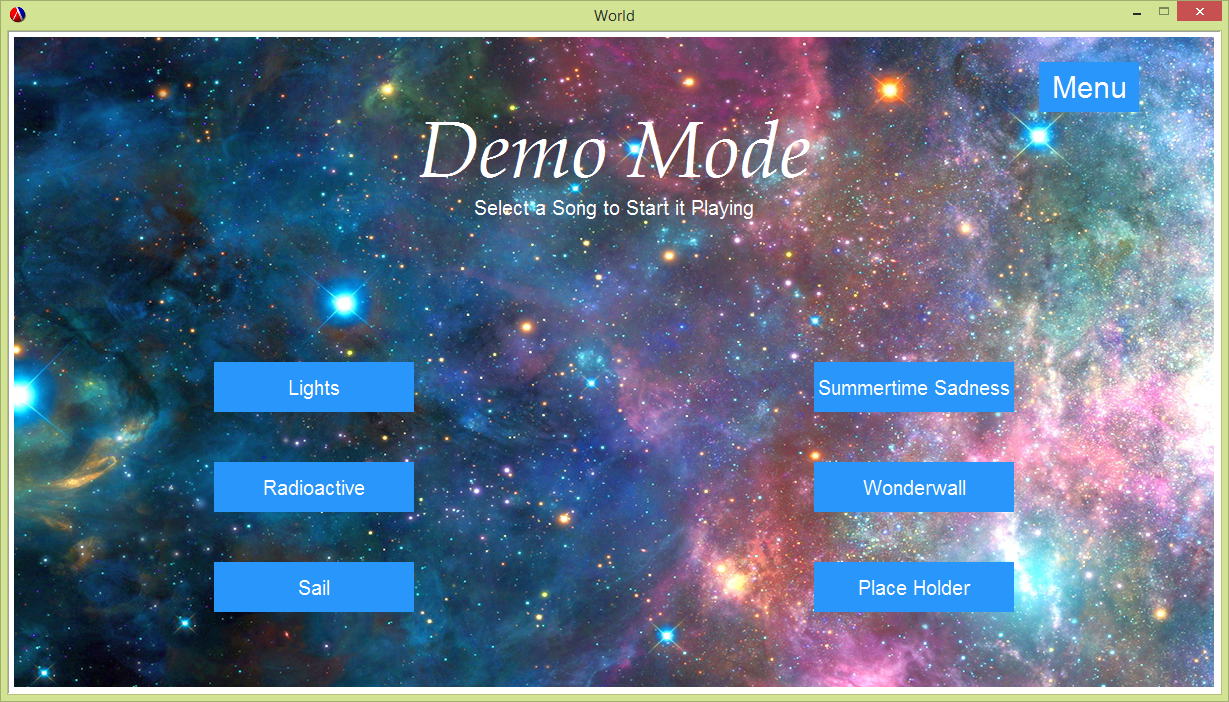 World
Menu
Demo Mode
Select a Song to Start it Playing
Lights
Summertime Sadness
Radioactive
Wonderwall
Sail
Place Holder